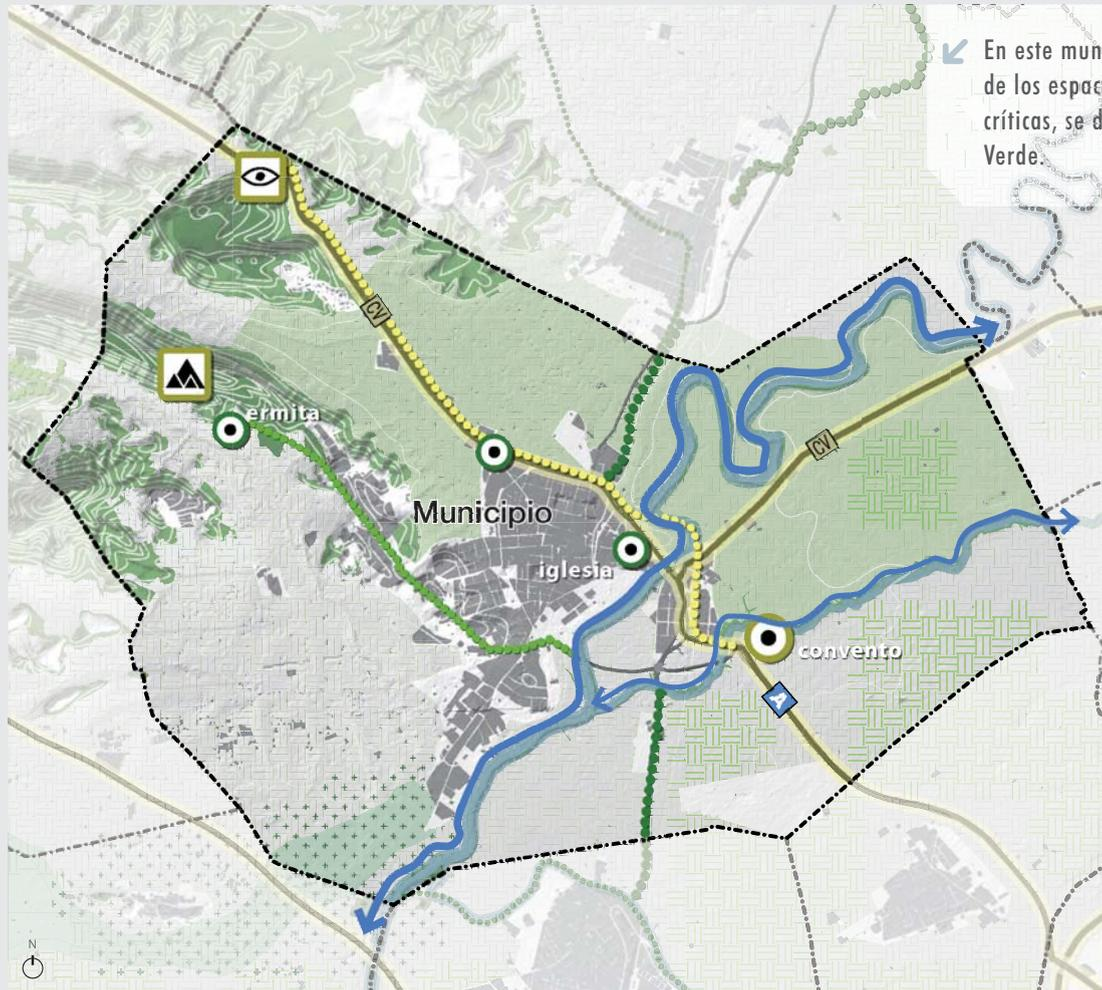 En este mun
de los espac
críticas, se d
Verde.
CV
ermita
CV
Municipio
iglesia
convento
A
N